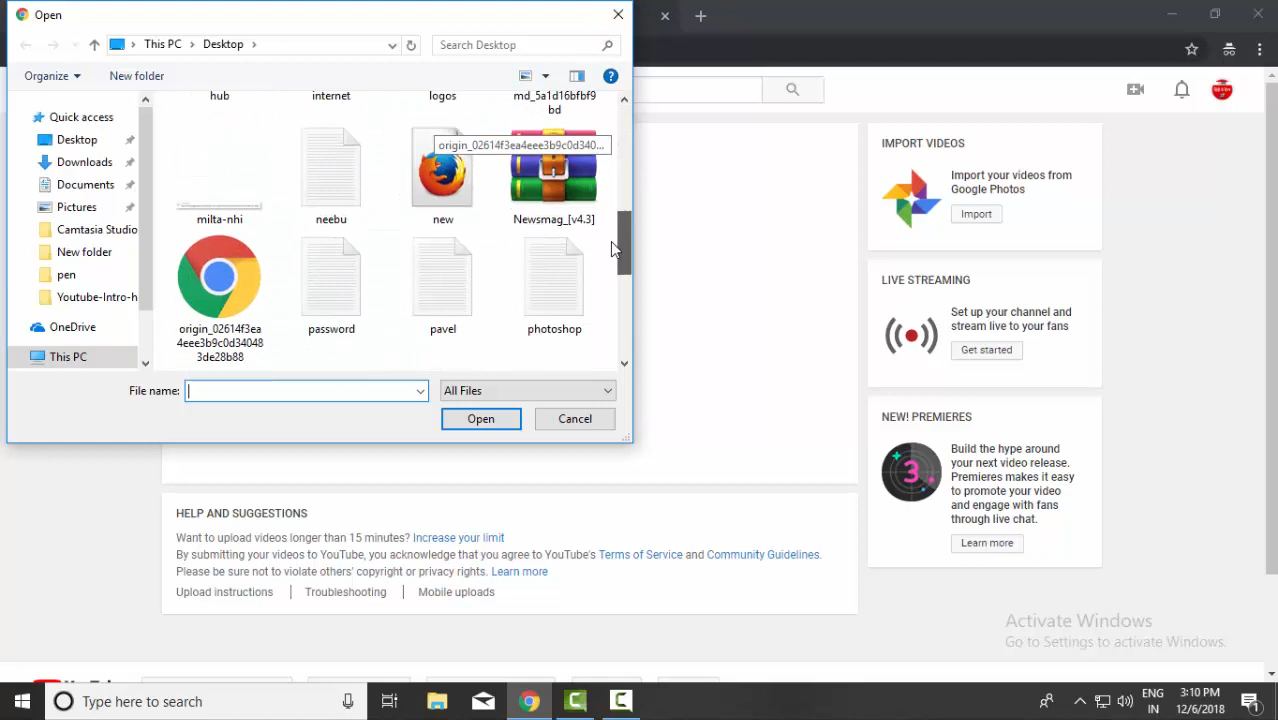 Open
This PC
Desktop
Search Desktop
Organize
New folder
Quick access
Desktop
Downloads
Documents
Pictures
Camtasia Studio
New folder
pen
Youtube-Intro-h
OneDrive
This PC
hub
internet
logos
md_5a1d16bfbf9
bd
origin_02614f3ea4eee3b9c0d340...
milta-nhi
neebu
new
Newsmag_[v4.3]
origin_02614f3ea
4eee3b9c0d34048
3de28b88
password
pavel
photoshop
File name:
All Files
Open
Cancel
IMPORT VIDEOS
Import your videos from
Google Photos
Import
LIVE STREAMING
Set up your channel and
stream live to your fans
Get started
NEW! PREMIERES
3
Build the hype around
your next video release.
Premieres makes it easy
to promote your video
and engage with fans
through live chat.
Learn more
HELP AND SUGGESTIONS
Want to upload videos longer than 15 minutes? Increase your limit
By submitting your videos to YouTube, you acknowledge that you agree to YouTube's Terms of Service and Community Guidelines.
Please be sure not to violate others' copyright or privacy rights. Learn more
Upload instructions
Troubleshooting
Mobile uploads
Activate Windows
Go to Settings to activate Windows.
Type here to search
ENG
IN
3:10 PM
12/6/2018
1